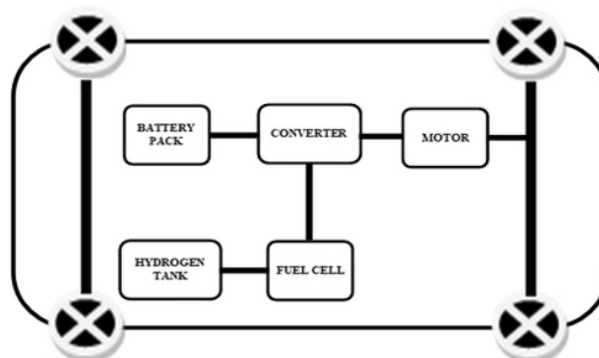 BATTERY
PACK
CONVERTER
MOTOR
HYDROGEN
TANK
FUEL CELL